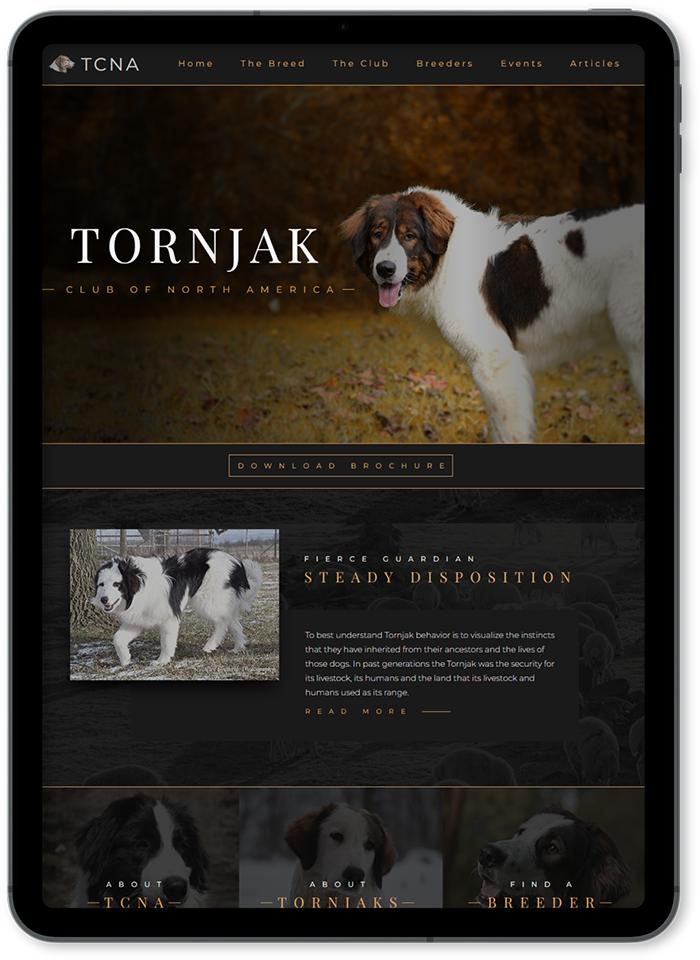 TCNA
Home The Breed The Club Breeders Events Articles
TORNJAK
CLUB OF NORTH AMERICA
DOWNLOAD BROCHURE
FIERCE GUARDIAN
STEADY DISPOSITION
To best understand Tornjak behavior is to visualize the instincts
that they have inherited from their ancestors and the lives of
those dogs. In past generations the Tornjak was the security for
its livestock, its humans and the land that its livestock and
humans used as its range.
READ MORE
ABOUT
TCNA
ABOUT
TORNJAKS
FIND A
BREEDER